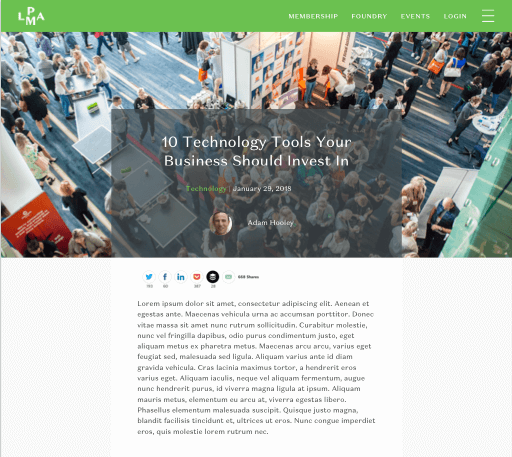 LPMA
MEMBERSHIP FOUNDRY EVENTS LOGIN
10 Technology Tools Your
Business Should Invest In
Technology | January 29, 2018
Adam Hooley
Lorem ipsum dolor sit amet, consectetur adipiscing elit. Aenean et
egestas ante. Maecenas vehicula urna ac accumsan porttitor. Donec
vitae massa sit amet nunc rutrum sollicitudin. Curabitur molestie,
nunc vel fringilla dapibus, odio purus condimentum justo, eget
aliquam metus ex pharetra metus. Maecenas arcu arcu, varius eget
feugiat sed, malesuada sed ligula. Aliquam varius ante id diam
gravida vehicula. Cras lacinia maximus tortor, a hendrerit eros
varius eget. Aliquam iaculis, neque vel aliquam fermentum, augue
nunc hendrerit purus, id viverra magna ligula at ipsum. Aliquam
mauris metus, elementum eu arcu at, viverra egestas libero.
Phasellus elementum malesuada suscipit. Quisque justo magna,
blandit facilisis tincidunt et, ultrices ut eros. Nunc congue imperdiet
eros, quis molestie lorem rutrum nec.